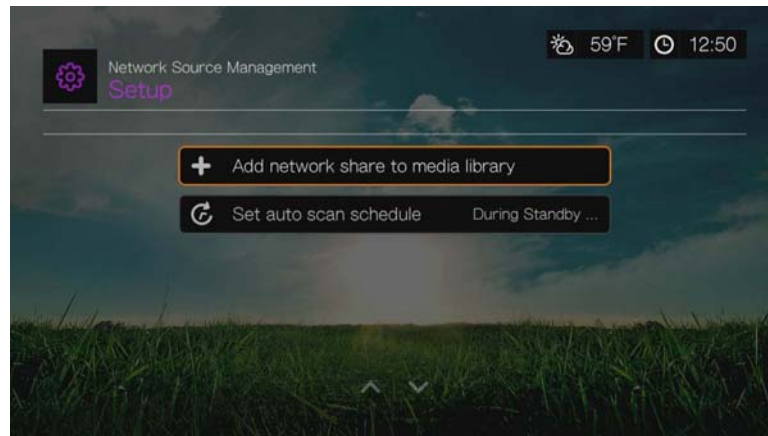 59°F
12:50
Network Source Management
Setup
Add network share to media library
Set auto scan schedule
During Standby ...